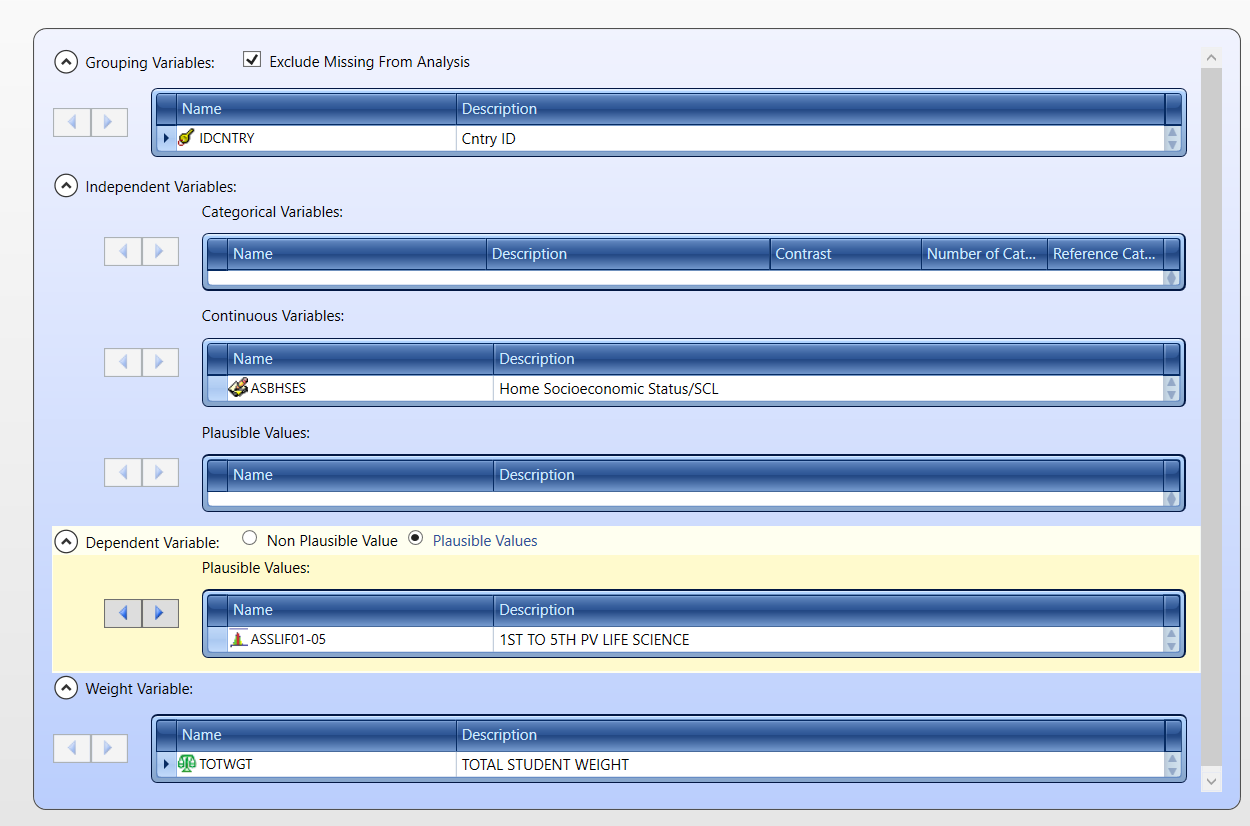 Grouping Variables: Exclude Missing From Analysis
Name Description
IDCNTRY Cntry ID
Independent Variables:
Categorical Variables:
Name Description Contrast Number of Cat... Reference Cat...
Continuous Variables:
Name Description
ASBHSES Home Socioeconomic Status/SCL
Plausible Values:
Name Description
Dependent Variable: Non Plausible Value Plausible Values
Plausible Values:
Name Description
ASSLIF01-05 1ST TO 5TH PV LIFE SCIENCE
Weight Variable:
Name Description
TOTWGT TOTAL STUDENT WEIGHT